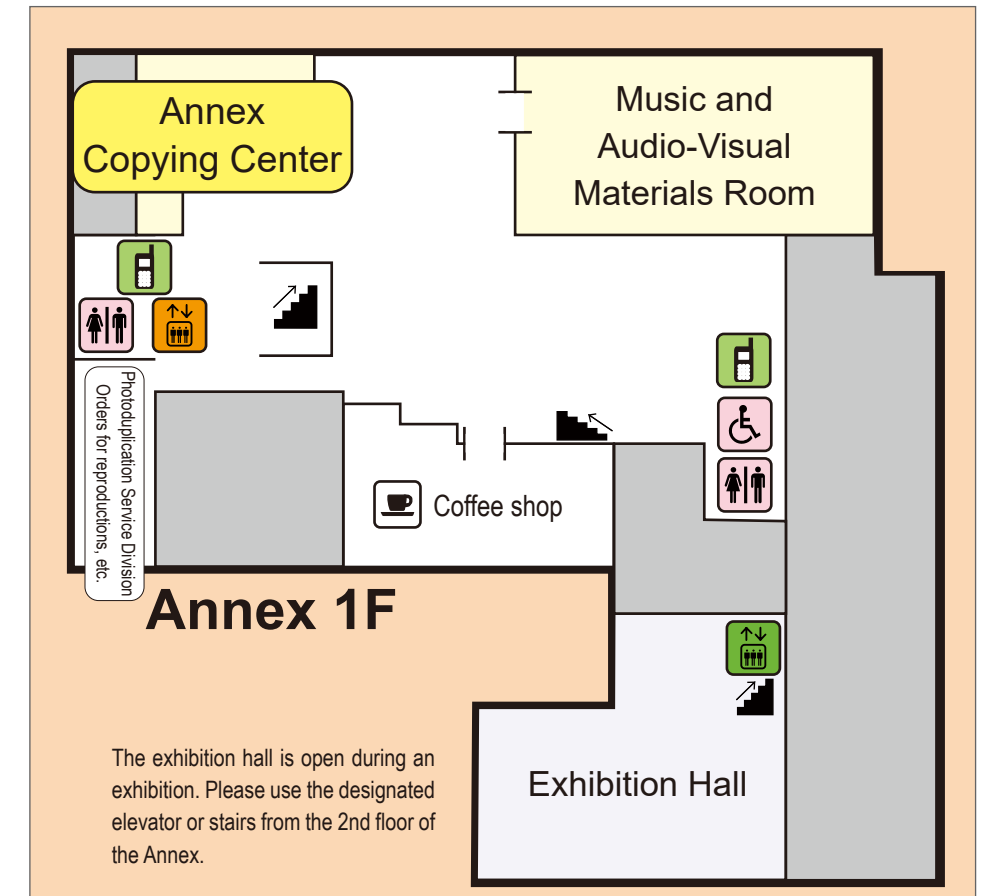 Annex
Copying Center
Music and
Audio-Visual
Materials Room
Photoduplication Service Division
Orders for reproductions, etc.
Coffee shop
Annex 1F
Exhibition Hall
The exhibition hall is open during an
exhibition. Please use the designated
elevator or stairs from the 2nd floor of
the Annex.